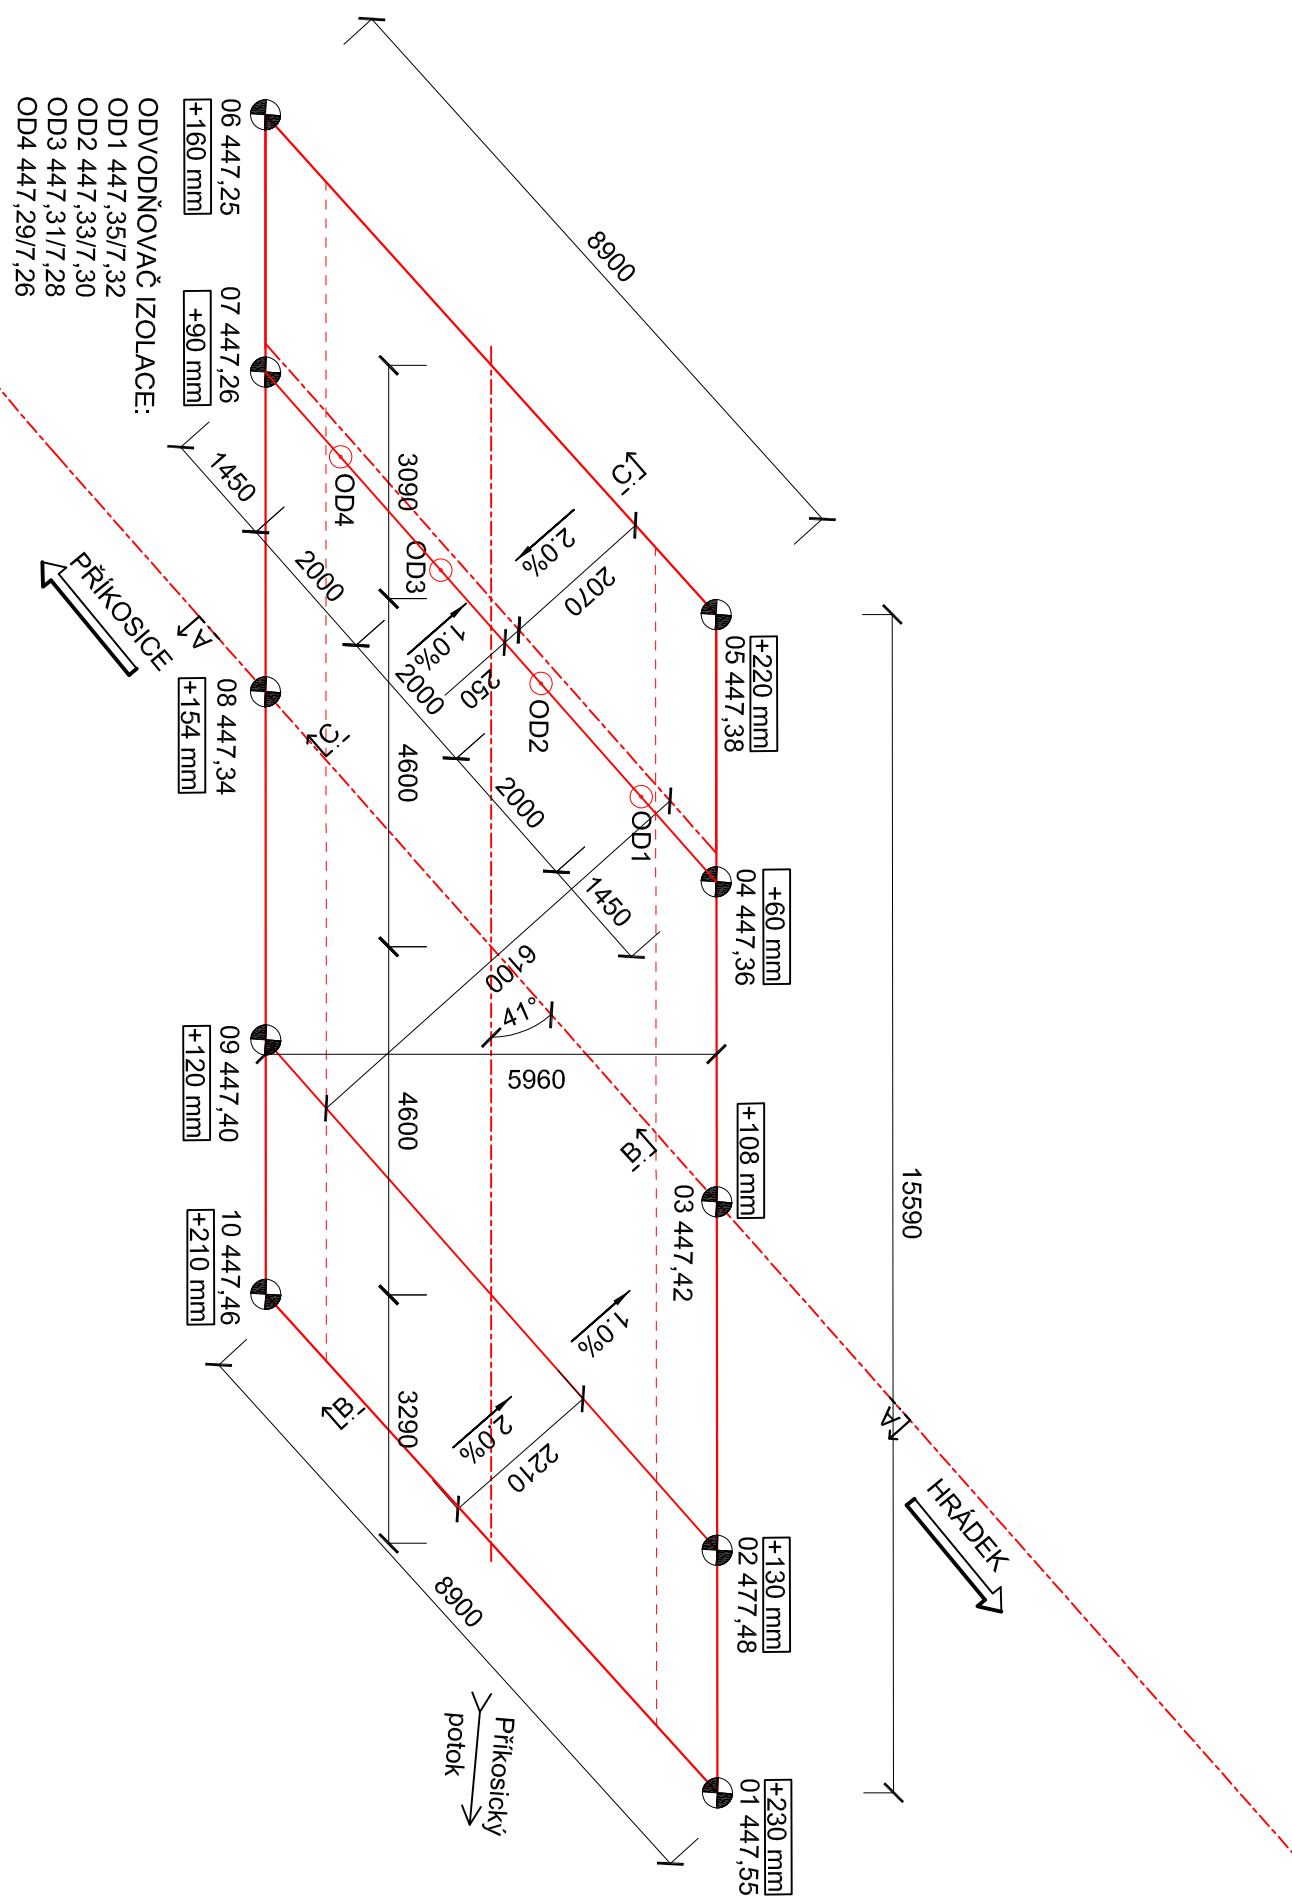 8900
15590
+220 mm
05 447,38
+60 mm
04 447,36
+108 mm
03 447,42
+130 mm
02 477,48
+230 mm
01 447,55
HRÁDEK
A
C
2.0%
2070
250
1.0%
OD1
OD2
OD3
OD4
1450
2000
2000
2000
1450
3090
4600
4600
3290
6100
41°
5960
B
1.0%
2.0%
2210
B
8900
Příkosický
potok
C
A
PŘÍKOSICE
06 447,25
+160 mm
07 447,26
+90 mm
08 447,34
+154 mm
09 447,40
+120 mm
10 447,46
+210 mm
ODVODŇOVAČ IZOLACE:
OD1 447,35/7,32
OD2 447,33/7,30
OD3 447,31/7,28
OD4 447,29/7,26